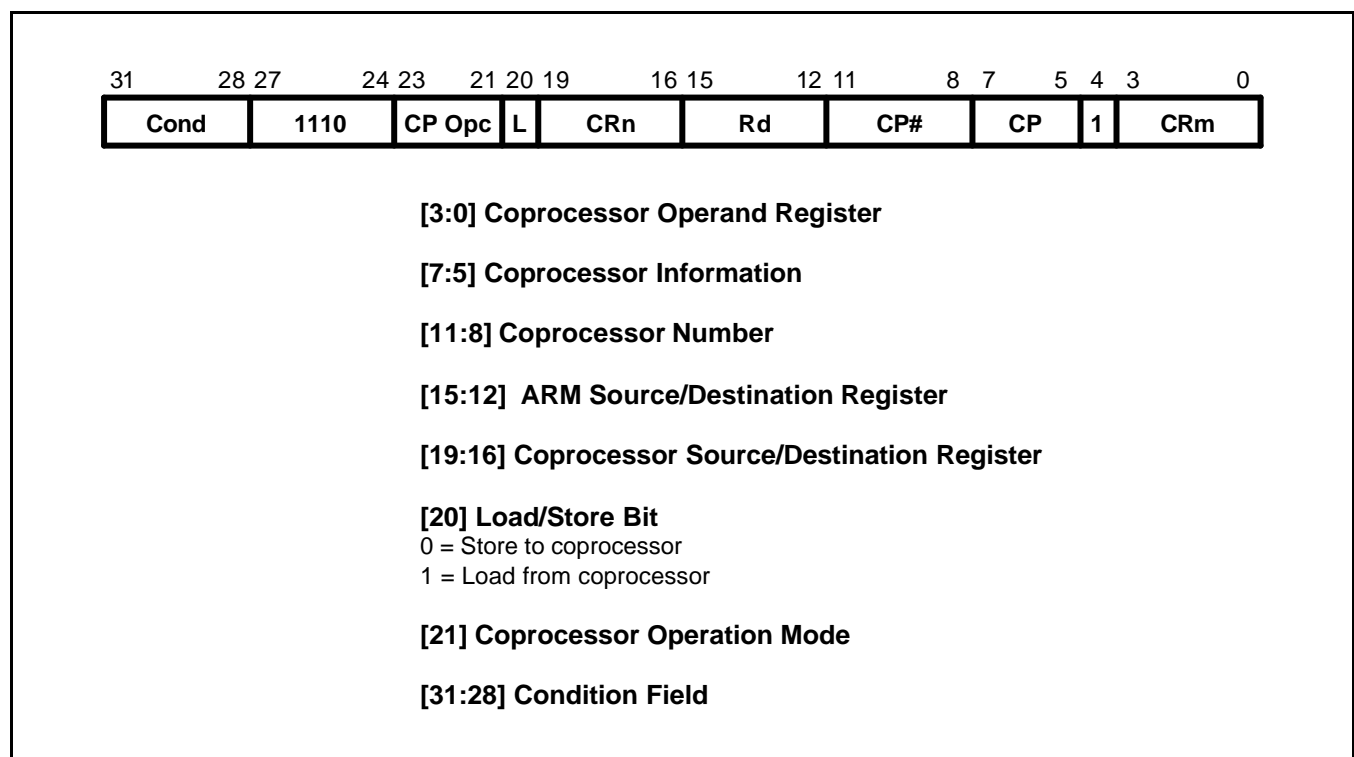 31 28 27 24 23 21 20 19 16 15 12 11 8 7 5 4 3 0
Cond 1110 CP Opc L CRn Rd CP# CP 1 CRm
[3:0] Coprocessor Operand Register
[7:5] Coprocessor Information
[11:8] Coprocessor Number
[15:12] ARM Source/Destination Register
[19:16] Coprocessor Source/Destination Register
[20] Load/Store Bit
0 = Store to coprocessor
1 = Load from coprocessor
[21] Coprocessor Operation Mode
[31:28] Condition Field